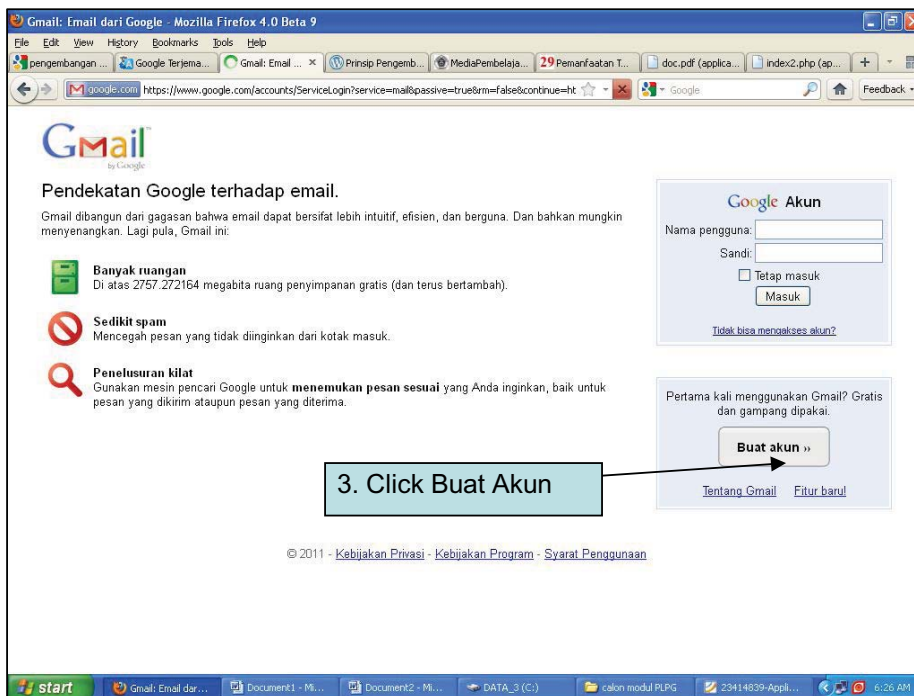 Gmail: Email dari Google - Mozilla Firefox 4.0 Beta 9
File Edit View History Bookmarks Tools Help
pengembangan ... Google Terjema... Gmail: Email ... × Prinsip Pengemb... MediaPembelaja... 29 Pemanfaatan T... doc.pdf (applica... index2.php (ap... +
google.com https://www.google.com/accounts/ServiceLogin?service=mail&passive=true&rm=false&continue=ht Google Feedback
Gmail
by Google
Pendekatan Google terhadap email.
Gmail dibangun dari gagasan bahwa email dapat bersifat lebih intuitif, efisien, dan berguna. Dan bahkan mungkin
menyenangkan. Lagi pula, Gmail ini:
Banyak ruangan
Di atas 2757.272164 megabita ruang penyimpanan gratis (dan terus bertambah).
Sedikit spam
Mencegah pesan yang tidak diinginkan dari kotak masuk.
Penelusuran kilat
Gunakan mesin pencari Google untuk menemukan pesan sesuai yang Anda inginkan, baik untuk
pesan yang dikirim ataupun pesan yang diterima.
Google Akun
Nama pengguna:
Sandi:
Tetap masuk
Masuk
Tidak bisa mengakses akun?
Pertama kali menggunakan Gmail? Gratis
dan gampang dipakai.
Buat akun »
3. Click Buat Akun
Tentang Gmail Fitur baru!
© 2011 - Kebijakan Privasi - Kebijakan Program - Syarat Penggunaan
start Gmail: Email dar... Document1 - Mi... Document2 - Mi... DATA_3 (C:) calon modul PLPG 23414839-Appli... 6:26 AM